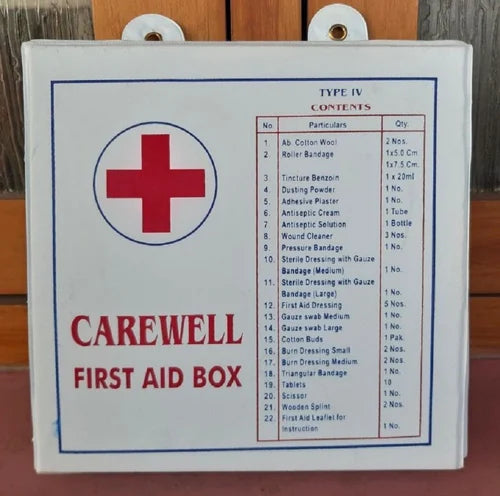 TYPE IV
CONTENTS
No. Particulars Qty.
1. Ab. Cotton Wool 2 Nos.
2. Roller Bandage 1x5.0 Cm.
1x7.5 Cm.
3. Tincture Benzoin 1 x 20ml
4. Dusting Powder 1 No.
5. Adhesive Plaster 1 No.
6. Antiseptic Cream 1 Tube
7. Antiseptic Solution 1 Bottle
8. Wound Cleaner 3 Nos.
9. Pressure Bandage 1 No.
10. Sterile Dressing with Gauze
Bandage (Medium) 1 No.
11. Sterile Dressing with Gauze
Bandage (Large) 1 No.
12. First Aid Dressing 5 Nos.
13. Gauze swab Medium 1 No.
14. Gauze swab Large 1 No.
15. Cotton Buds 1 Pak.
16. Burn Dressing Small 2 Nos.
17. Burn Dressing Medium 2 Nos.
18. Triangular Bandage 1 No.
19. Tablets 10
20. Scissor 1 No.
21. Wooden Splint 2 Nos.
22. First Aid Leaflet for
Instruction 1 No.
CAREWELL
FIRST AID BOX